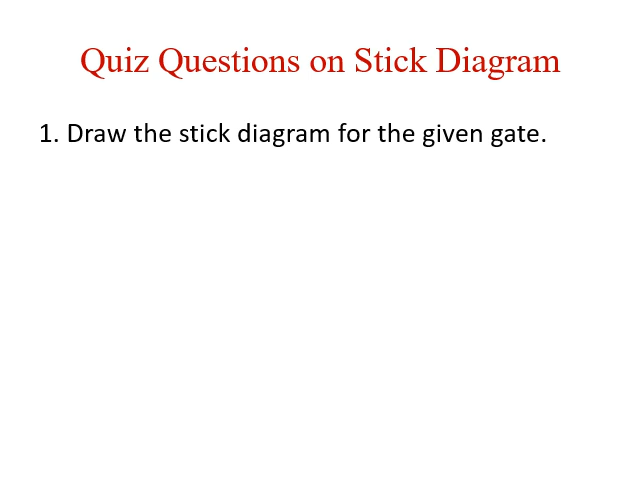 Quiz Questions on Stick Diagram
1. Draw the stick diagram for the given gate.